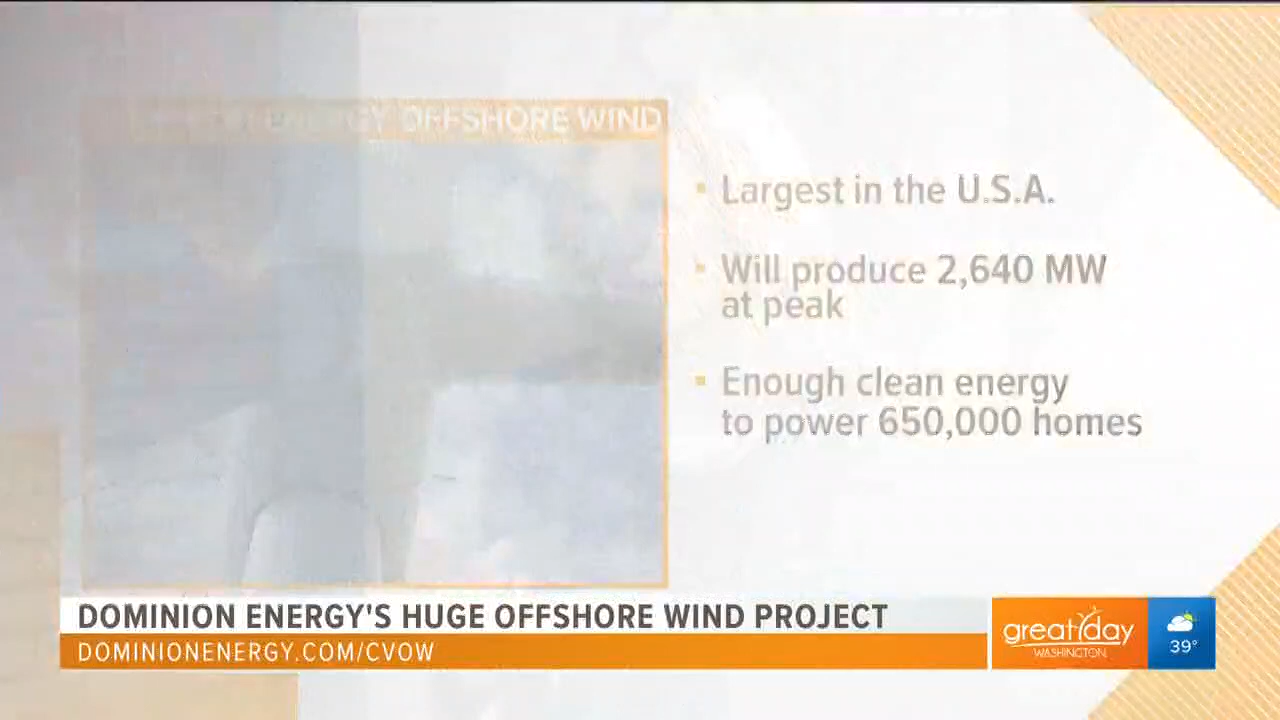 ENERGY OFFSHORE WIND
Largest in the U.S.A.
Will produce 2,640 MW
at peak
Enough clean energy
to power 650,000 homes
DOMINION ENERGY'S HUGE OFFSHORE WIND PROJECT
DOMINIONENERGY.COM/CVOW
great day
WASHINGTON
39°